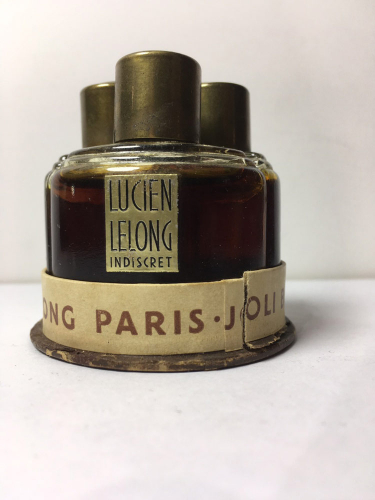 LUCIEN
LELONG
INDISCRET
ONG PARIS·JOLI